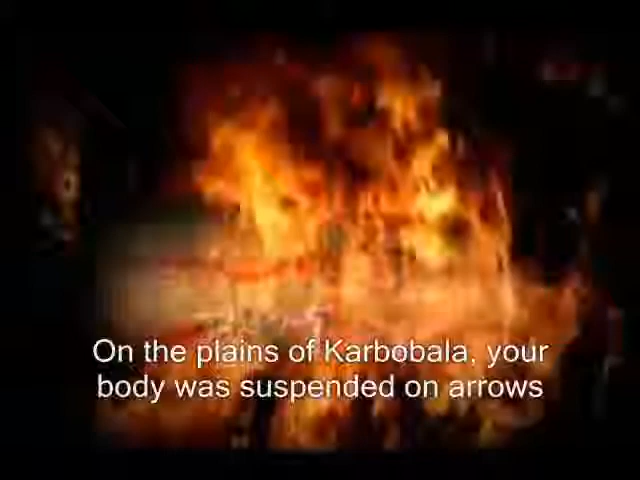 On the plains of Karbobala, your
body was suspended on arrows